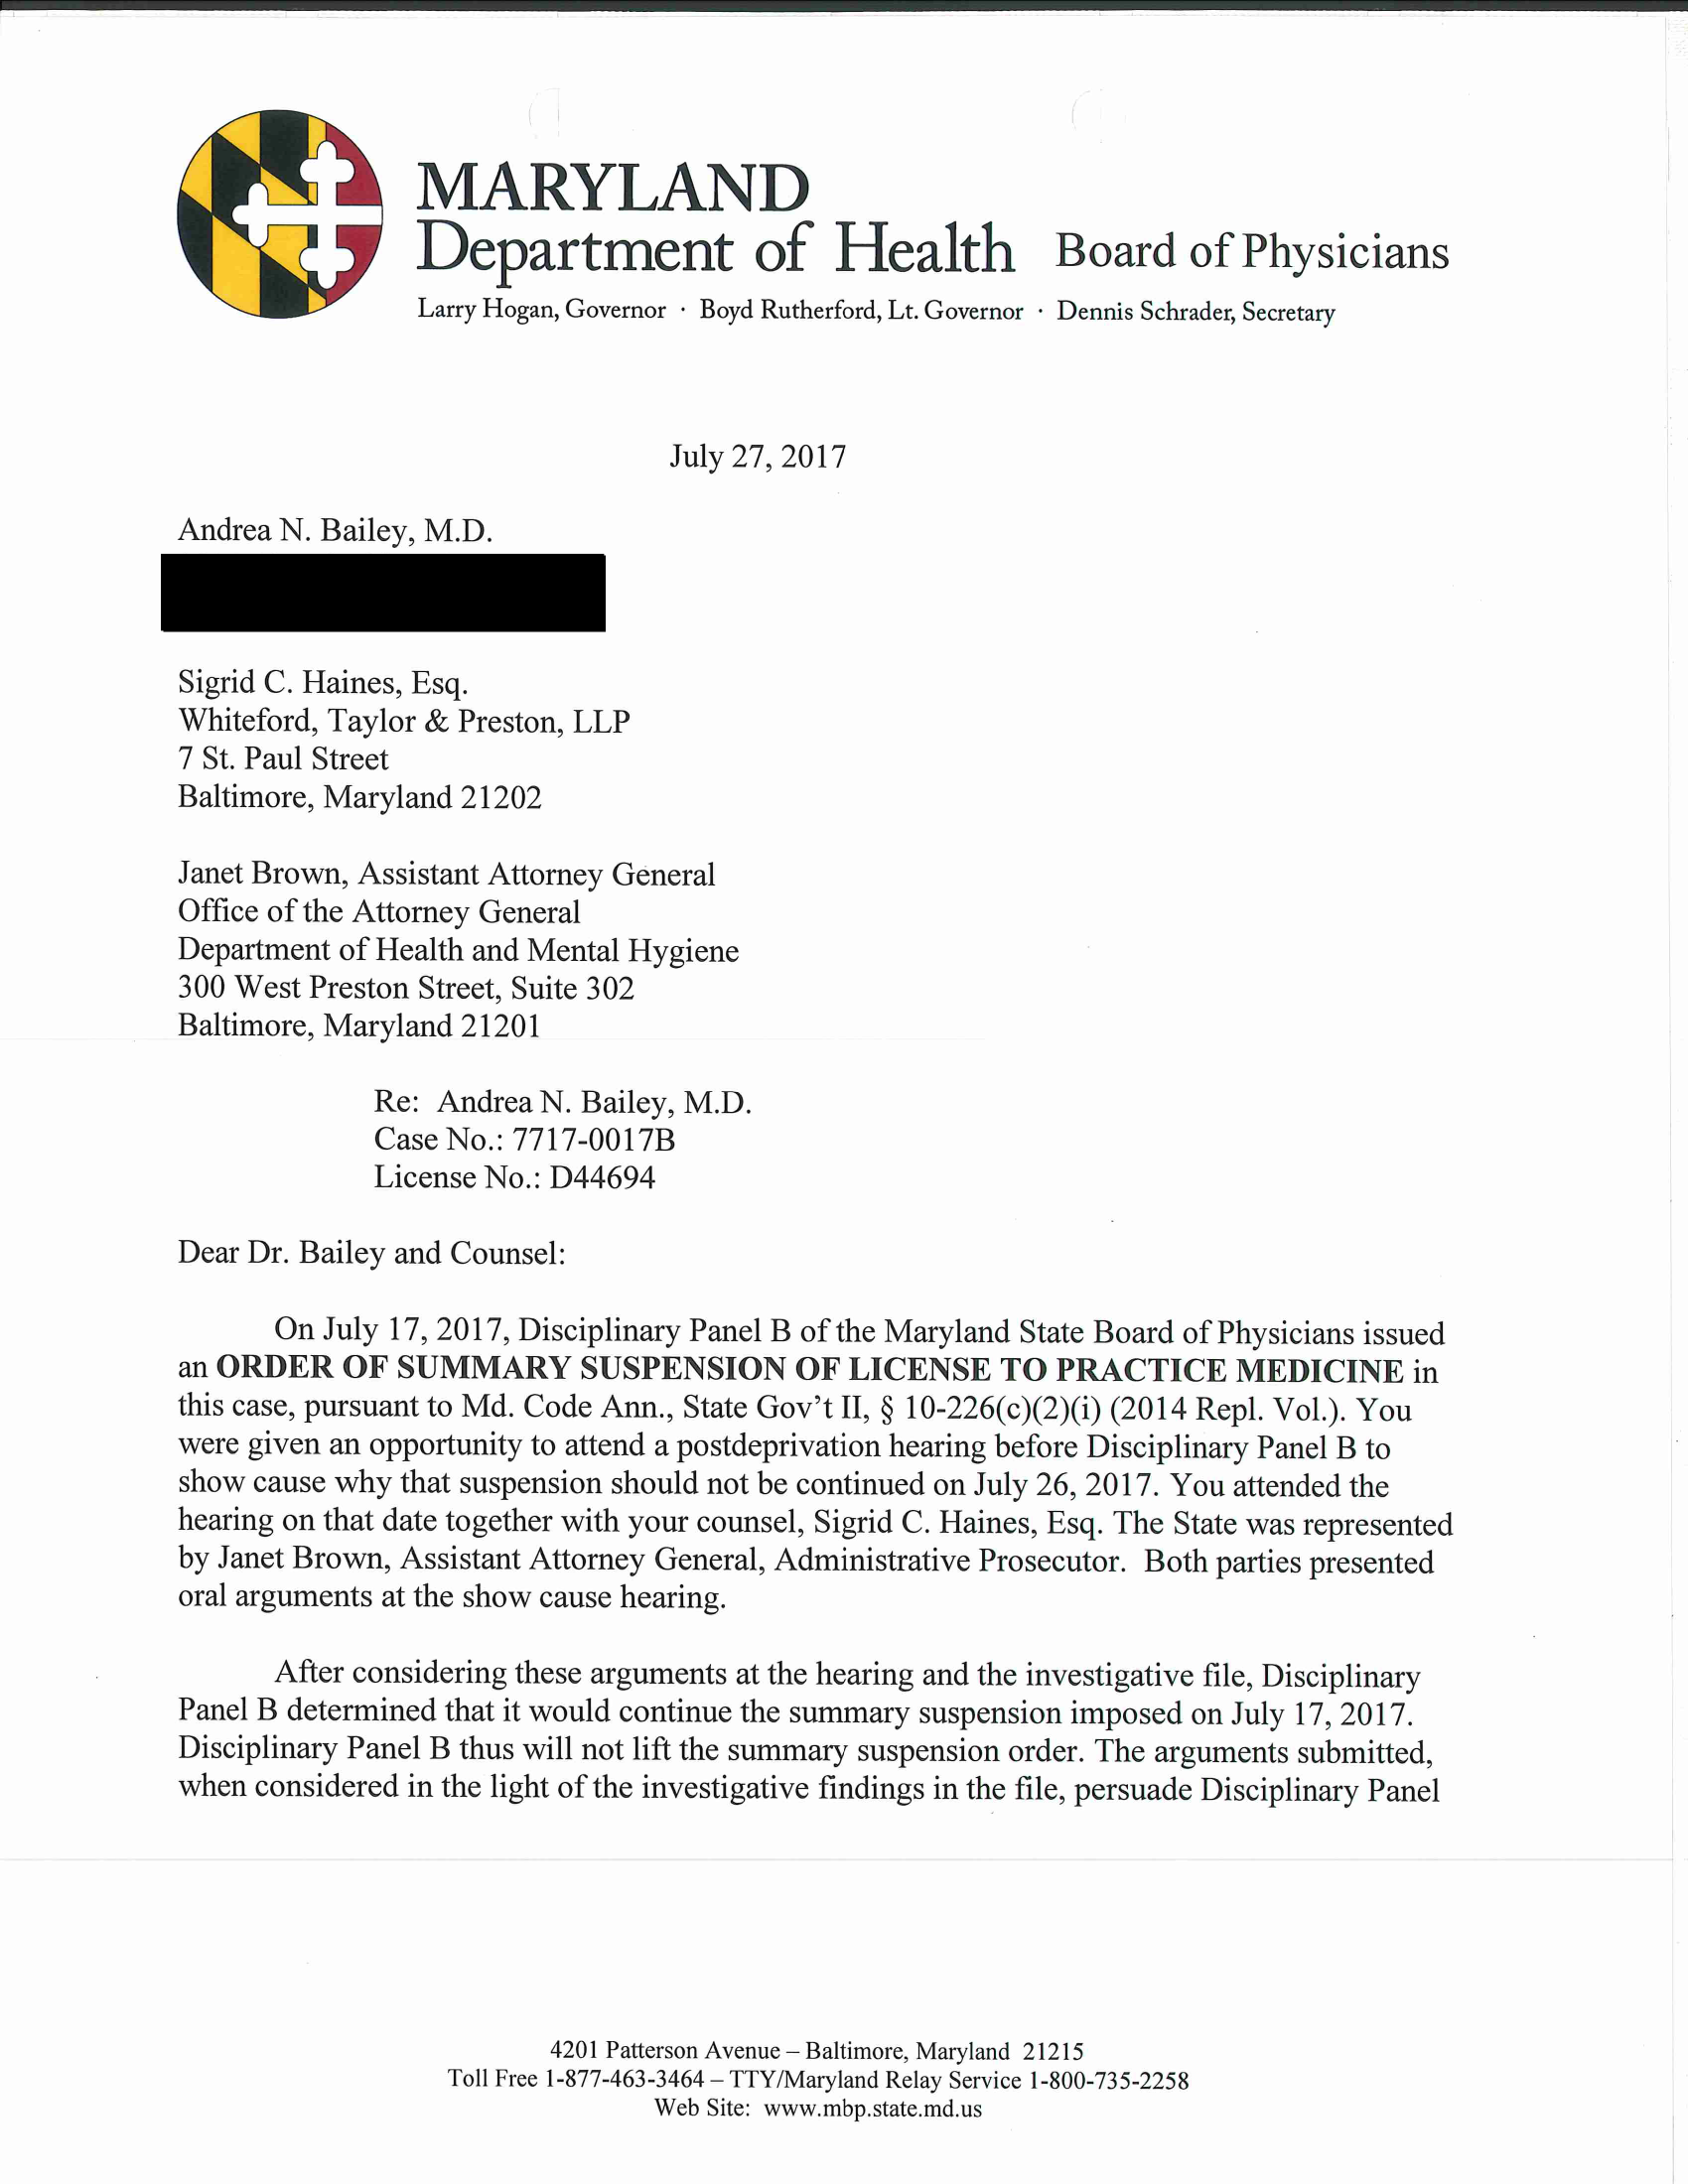 MARYLAND
Department of Health Board of Physicians
Larry Hogan, Governor · Boyd Rutherford, Lt. Governor · Dennis Schrader, Secretary
July 27, 2017
Andrea N. Bailey, M.D.
Sigrid C. Haines, Esq.
Whiteford, Taylor & Preston, LLP
7 St. Paul Street
Baltimore, Maryland 21202
Janet Brown, Assistant Attorney General
Office of the Attorney General
Department of Health and Mental Hygiene
300 West Preston Street, Suite 302
Baltimore, Maryland 21201
Re: Andrea N. Bailey, M.D.
Case No.: 7717-0017B
License No.: D44694
Dear Dr. Bailey and Counsel:
On July 17, 2017, Disciplinary Panel B of the Maryland State Board of Physicians issued
an ORDER OF SUMMARY SUSPENSION OF LICENSE TO PRACTICE MEDICINE in
this case, pursuant to Md. Code Ann., State Gov't II, § 10-226(c)(2)(i) (2014 Repl. Vol.). You
were given an opportunity to attend a postdeprivation hearing before Disciplinary Panel B to
show cause why that suspension should not be continued on July 26, 2017. You attended the
hearing on that date together with your counsel, Sigrid C. Haines, Esq. The State was represented
by Janet Brown, Assistant Attorney General, Administrative Prosecutor. Both parties presented
oral arguments at the show cause hearing.
After considering these arguments at the hearing and the investigative file, Disciplinary
Panel B determined that it would continue the summary suspension imposed on July 17, 2017.
Disciplinary Panel B thus will not lift the summary suspension order. The arguments submitted,
when considered in the light of the investigative findings in the file, persuade Disciplinary Panel
4201 Patterson Avenue – Baltimore, Maryland 21215
Toll Free 1-877-463-3464 – TTY/Maryland Relay Service 1-800-735-2258
Web Site: www.mbp.state.md.us